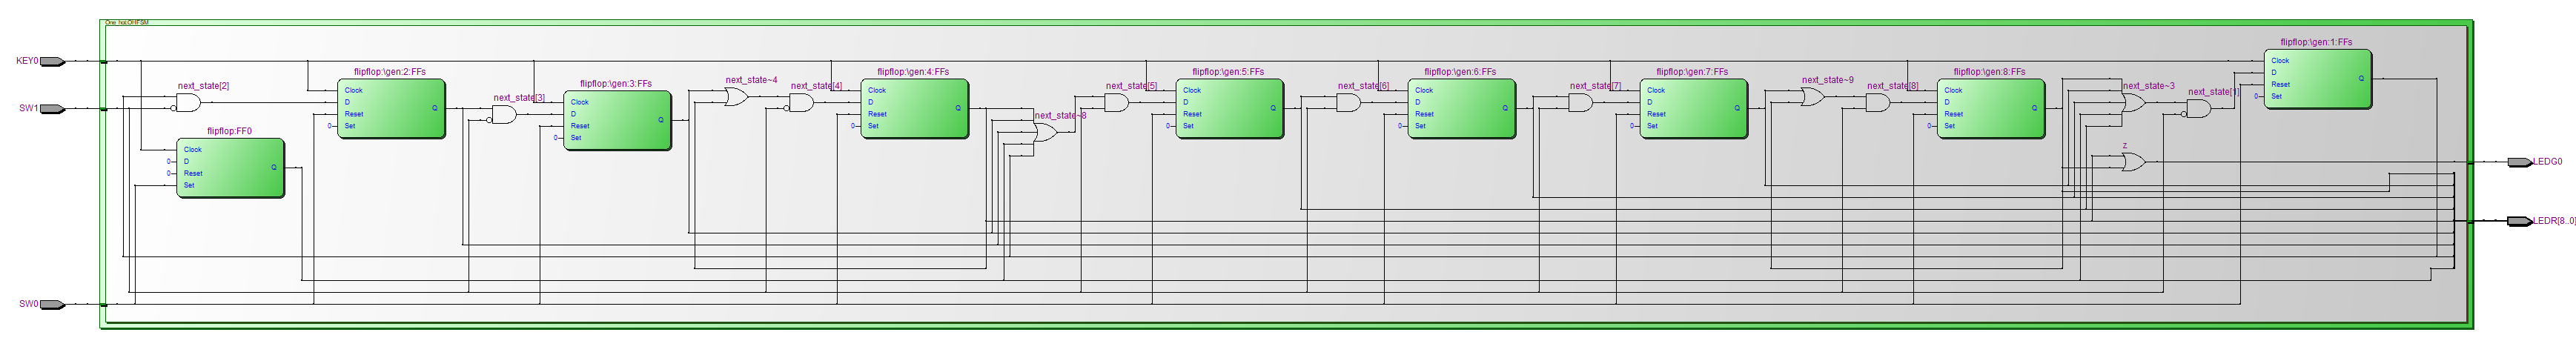 One_hot:OHFSM
KEY0
SW1
SW0
next_state[2]
flipflop:FF0
Clock
0 D
0 Reset
Set
Q
flipflop:\gen:2:FFs
Clock
D
Reset
0 Set
Q
next_state[3]
flipflop:\gen:3:FFs
Clock
D
Reset
0 Set
Q
next_state~4
next_state[4]
flipflop:\gen:4:FFs
Clock
D
Reset
0 Set
Q
next_state~8
next_state[5]
flipflop:\gen:5:FFs
Clock
D
Reset
0 Set
Q
next_state[6]
flipflop:\gen:6:FFs
Clock
D
Reset
0 Set
Q
next_state[7]
flipflop:\gen:7:FFs
Clock
D
Reset
0 Set
Q
next_state~9
next_state[8]
flipflop:\gen:8:FFs
Clock
D
Reset
0 Set
Q
next_state~3
next_state[1]
z
flipflop:\gen:1:FFs
Clock
D
Reset
0 Set
Q
LEDG0
LEDR[8..0]